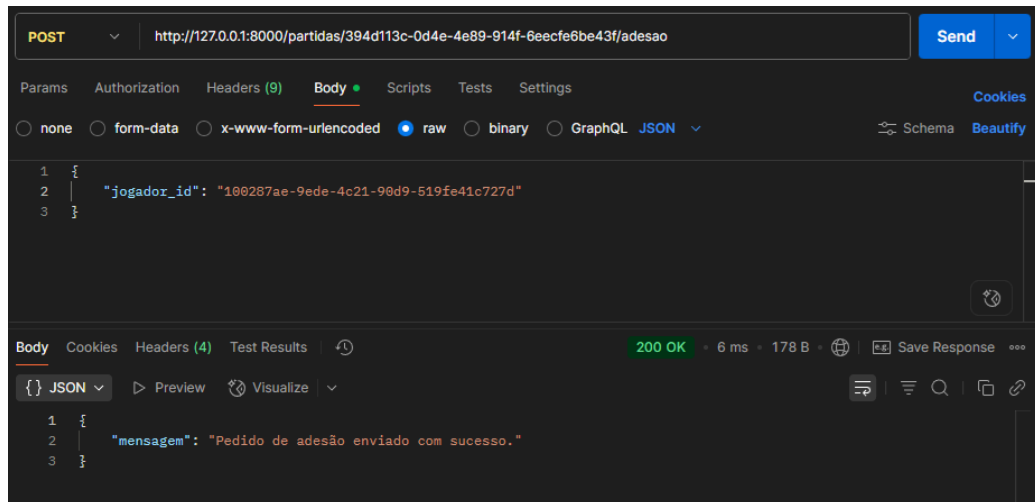 POST http://127.0.0.1:8000/partidas/394d113c-0d4e-4e89-914f-6eecfe6be43f/adesao Send
Params Authorization Headers (9) Body Scripts Tests Settings Cookies
none form-data x-www-form-urlencoded raw binary GraphQL JSON Schema Beautify
1 {
2 "jogador_id": "100287ae-9ede-4c21-90d9-519fe41c727d"
3 }
Body Cookies Headers (4) Test Results 200 OK • 6 ms • 178 B • e.g. Save Response
{} JSON Preview Visualize
1 {
2 "mensagem": "Pedido de adesão enviado com sucesso."
3 }